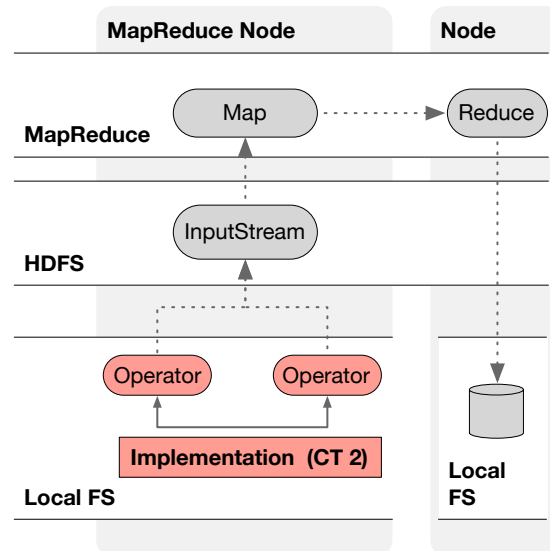 MapReduce Node
Node
Map
Reduce
MapReduce
InputStream
HDFS
Operator
Operator
Implementation (CT 2)
Local
FS
Local FS